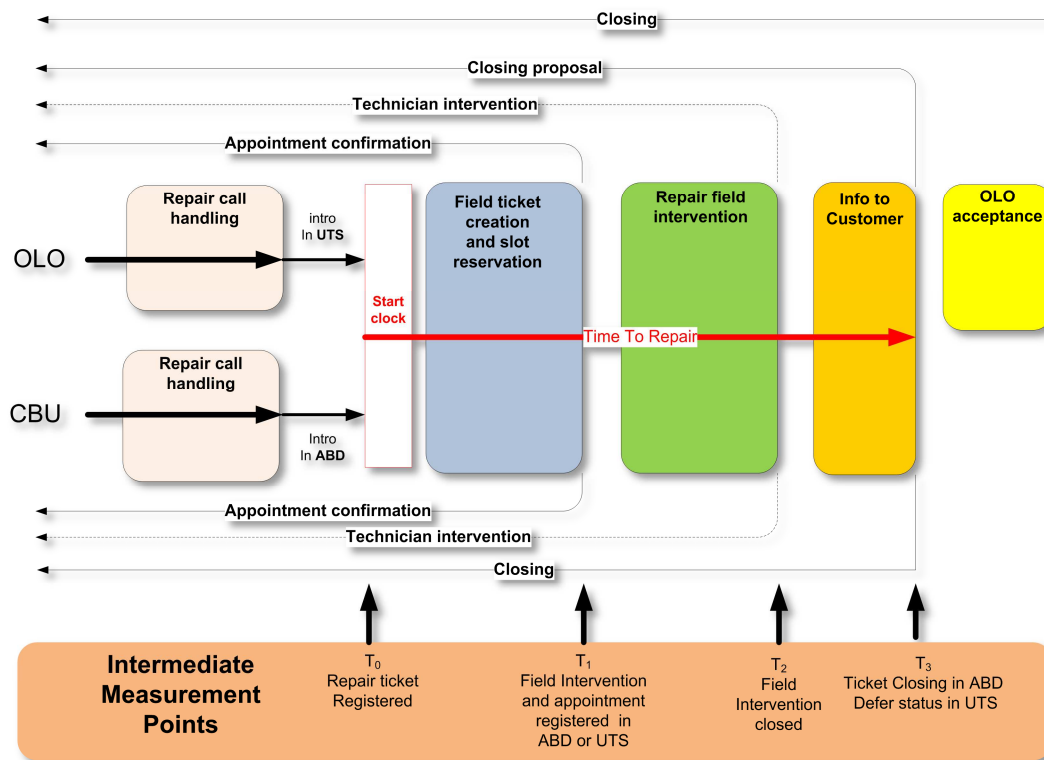 Closing
Closing proposal
Technician intervention
Appointment confirmation
Repair call
handling
intro
In UTS
OLO
Start
clock
Field ticket
creation
and slot
reservation
Repair field
intervention
Info to
Customer
OLO
acceptance
Time To Repair
Repair call
handling
CBU
Intro
In ABD
Appointment confirmation
Technician intervention
Closing
Intermediate
Measurement
Points
T₀
Repair ticket
Registered
T₁
Field Intervention
and appointment
registered in
ABD or UTS
T₂
Field
Intervention
closed
T₃
Ticket Closing in ABD
Defer status in UTS